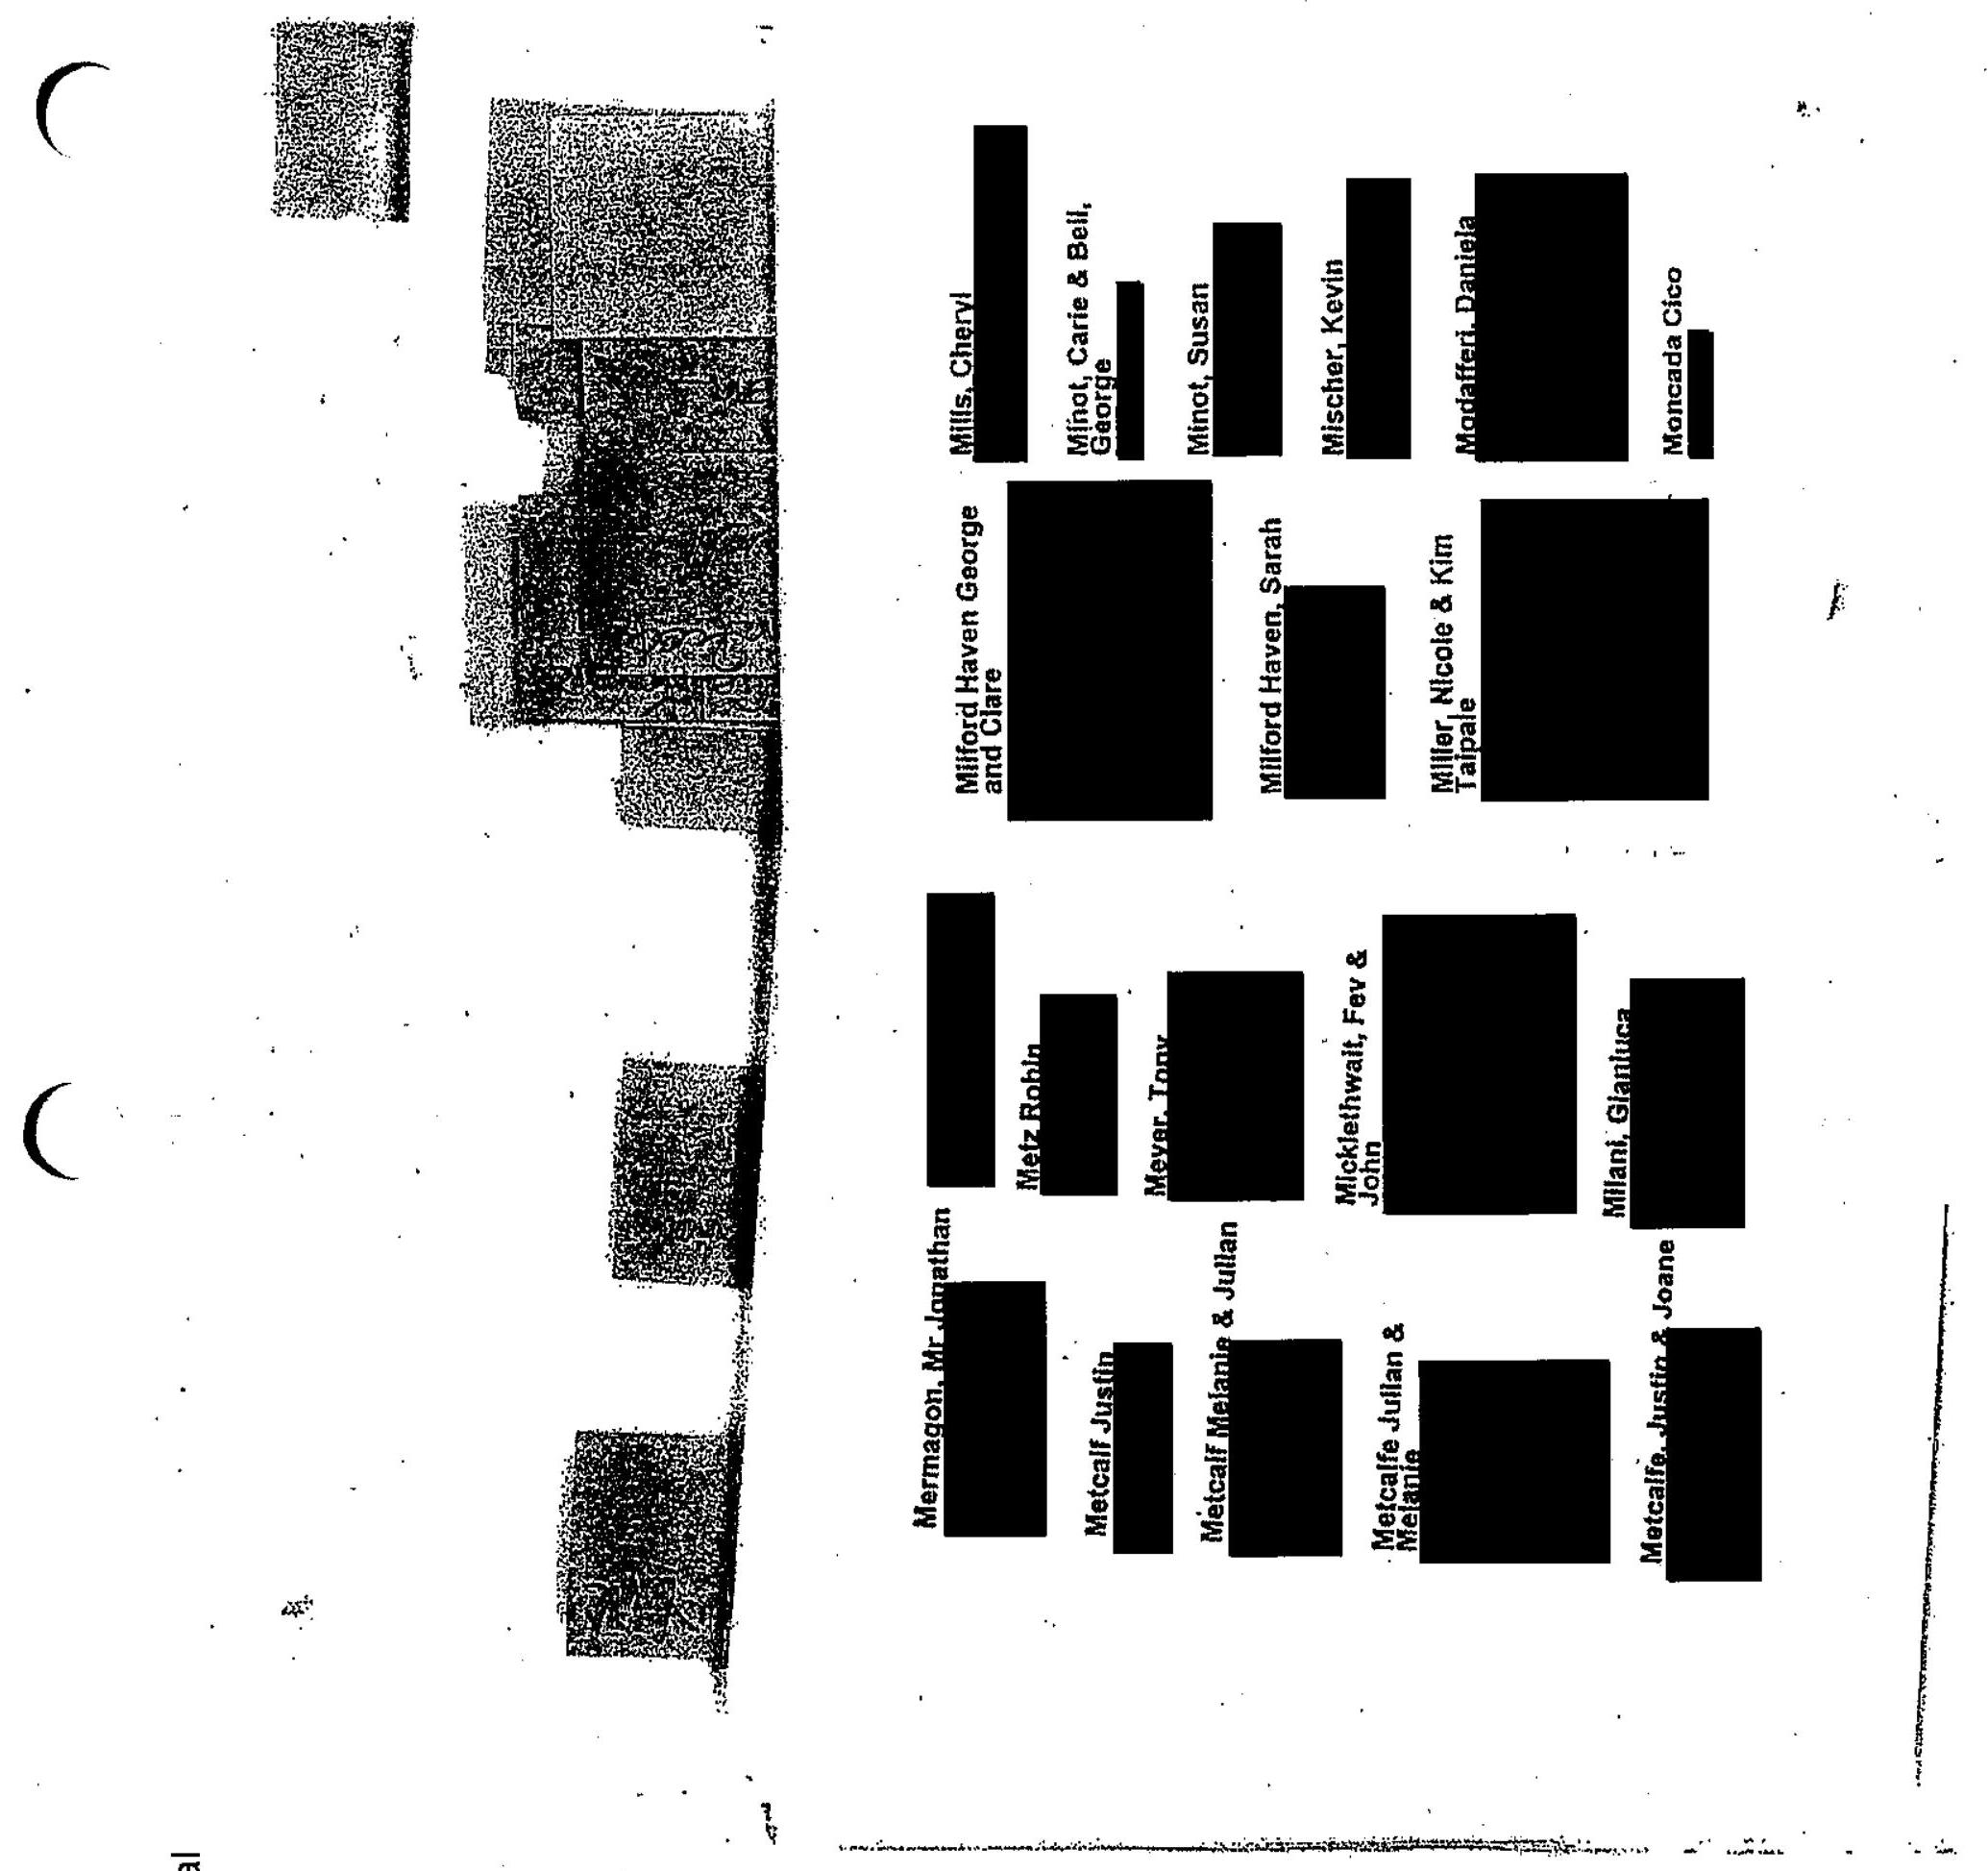 Mermagon, Mr Jonathan
Metcalf Justin
Metcalf Melanie & Julian
Metcalfe Julian &
Melanie
Metcalfe, Justin & Joane
Metz Robin
Meyer, Tony
Micklethwait, Fev &
John
Milani, Gianluca
Milford Haven George
and Clare
Milford Haven, Sarah
Miller, Nicole & Kim
Taipale
Mills, Cheryl
Minot, Carie & Bell,
George
Minot, Susan
Mischer, Kevin
Modafferi, Daniela
Moncada Cico
al